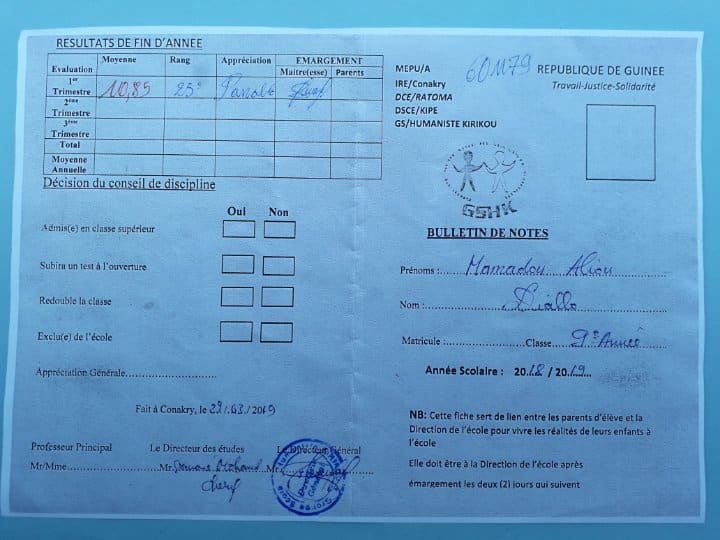 RESULTATS DE FIN D'ANNEE
Evaluation Moyenne Rang Appréciation EMARGEMENT
Maitre(esse) Parents
1er Trimestre 10,85 25e Passable
2ème Trimestre
3ème Trimestre
Total
Moyenne Annuelle
Décision du conseil de discipline
Oui Non
Admis(e) en classe supérieur
Subira un test à l'ouverture
Redouble la classe
Exclu(e) de l'école
Appréciation Générale
Fait à Conakry, le 29/03/2019
Professeur Principal Le Directeur des études Le Directeur Général
Mr/Mme Mr. Mr.
MEPU/A
IRE/Conakry
DCE/RATOMA
DSCE/KIPE
GS/HUMANISTE KIRIKOU
601179
REPUBLIQUE DE GUINEE
Travail-Justice-Solidarité
GSHK
BULLETIN DE NOTES
Prénoms : Mamadou Aliou
Nom : Diallo
Matricule : Classe 9e Année
Année Scolaire : 2018 / 2019
NB: Cette fiche sert de lien entre les parents d'élève et la
Direction de l'école pour vivre les réalités de leurs enfants à
l'école
Elle doit être à la Direction de l'école après
émargement les deux (2) jours qui suivent